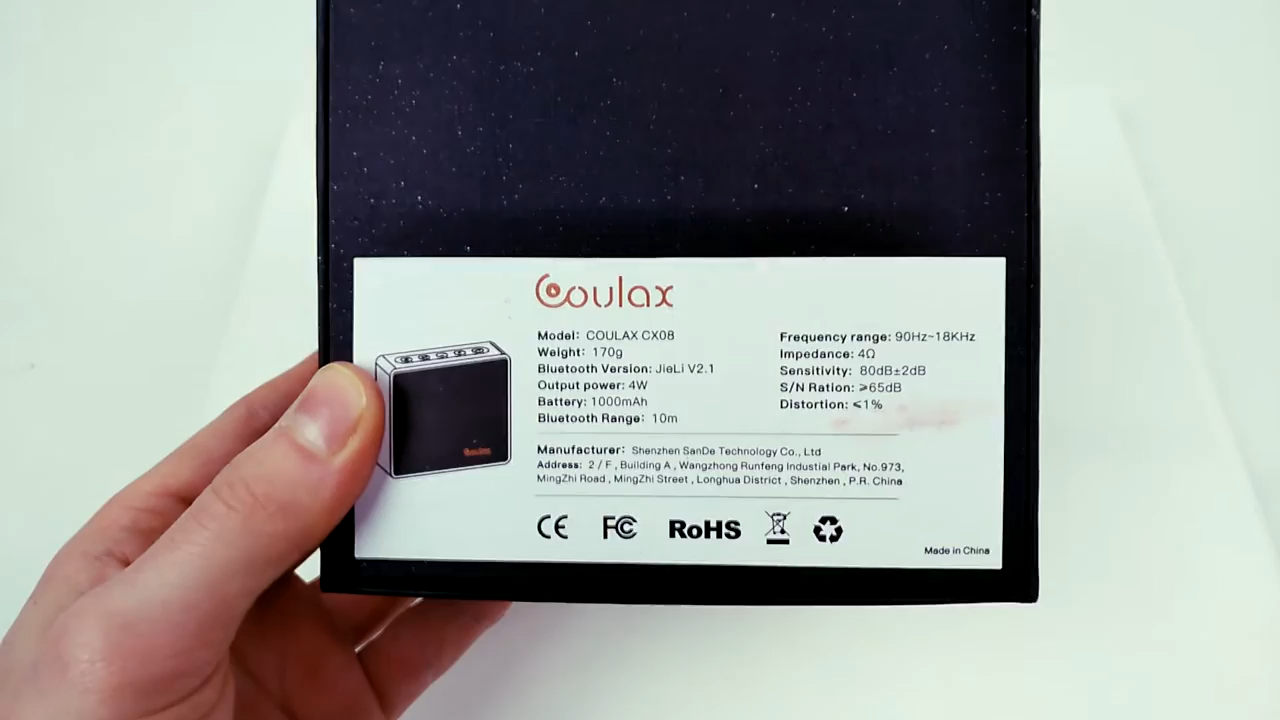 Coulax
Model: COULAX CX08
Weight: 170g
Bluetooth Version: JieLi V2.1
Output power: 4W
Battery: 1000mAh
Bluetooth Range: 10m
Frequency range: 90Hz~18KHz
Impedance: 4Ω
Sensitivity: 80dB±2dB
S/N Ration: ≥65dB
Distortion: ≤1%
Coulax
Manufacturer: Shenzhen SanDe Technology Co., Ltd
Address: 2 / F , Building A , Wangzhong Runfeng Industial Park, No.973,
MingZhi Road , MingZhi Street , Longhua District , Shenzhen , P.R. China
CE FC RoHS
Made in China